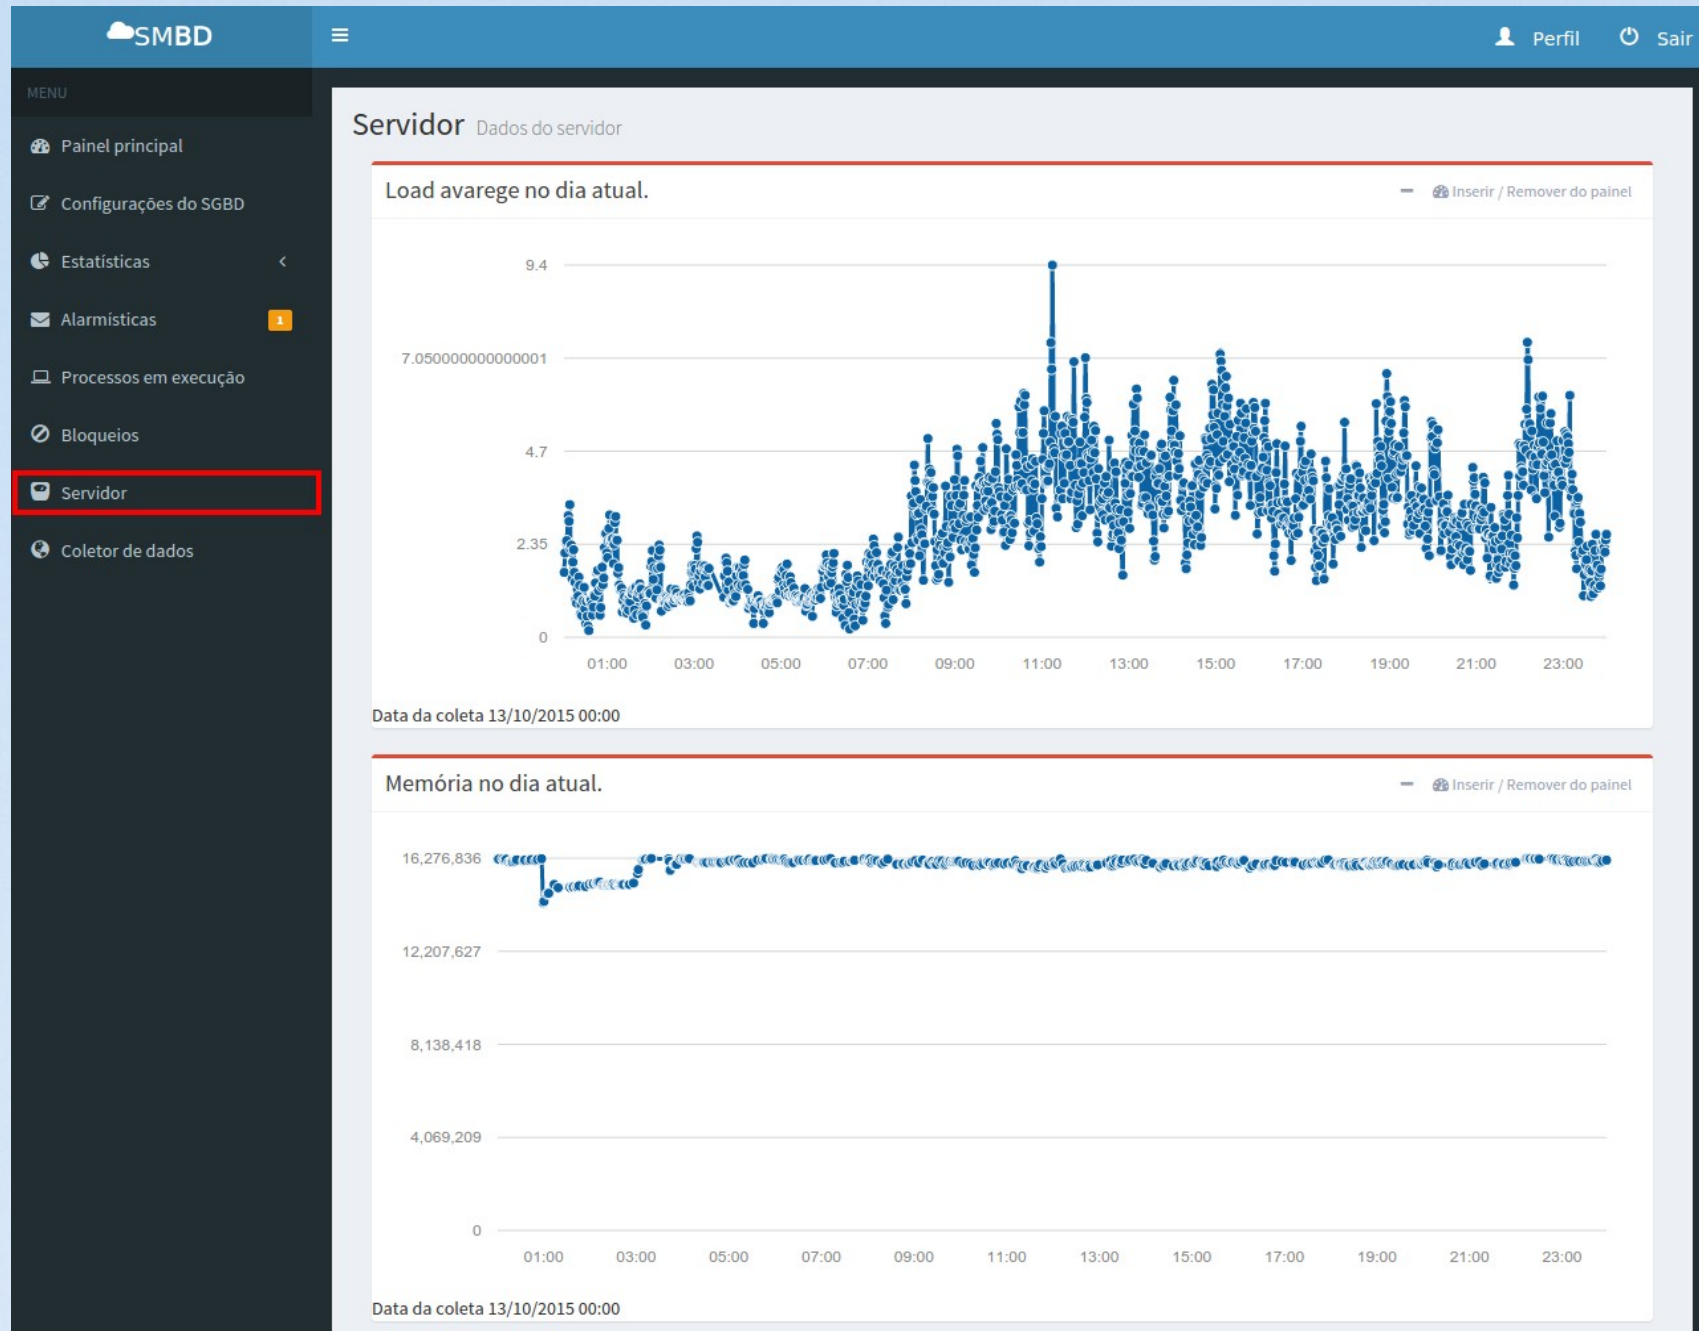 SMBD
Perfil
Sair
MENU
Painel principal
Configurações do SGBD
Estatísticas
Alarmísticas 1
Processos em execução
Bloqueios
Servidor
Coletor de dados
Servidor Dados do servidor
Load avarege no dia atual.
Inserir / Remover do painel
9.4
7.050000000000001
4.7
2.35
0
01:00 03:00 05:00 07:00 09:00 11:00 13:00 15:00 17:00 19:00 21:00 23:00
Data da coleta 13/10/2015 00:00
Memória no dia atual.
Inserir / Remover do painel
16,276,836
12,207,627
8,138,418
4,069,209
0
01:00 03:00 05:00 07:00 09:00 11:00 13:00 15:00 17:00 19:00 21:00 23:00
Data da coleta 13/10/2015 00:00